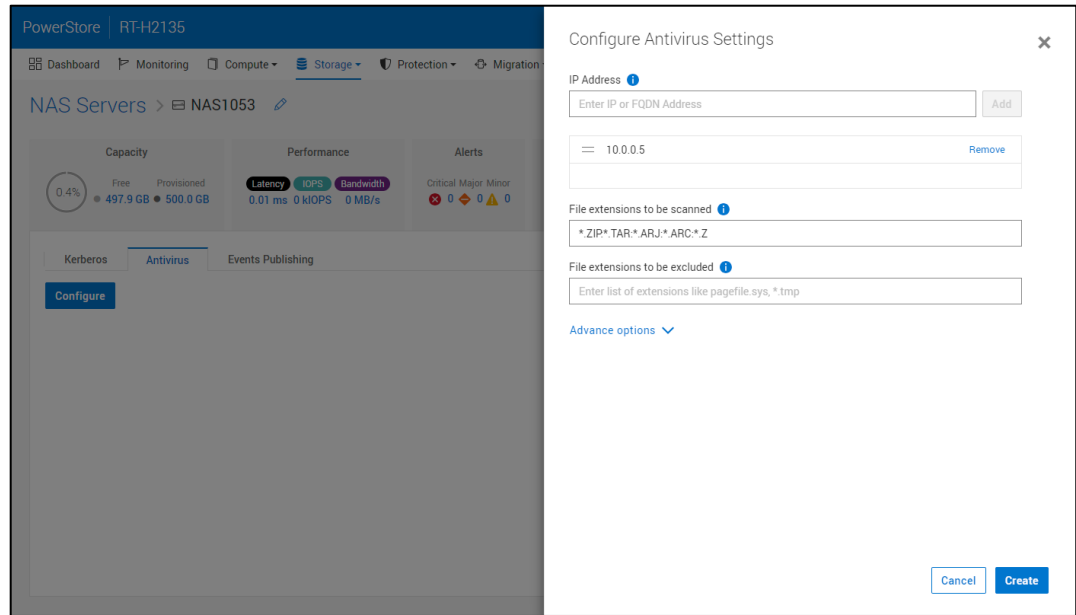 PowerStore RT-H2135
Dashboard Monitoring Compute Storage Protection Migration
NAS Servers > NAS1053
Capacity Performance Alerts
0.4% Free Provisioned
497.9 GB 500.0 GB
Latency IOPS Bandwidth
0.01 ms 0 kIOPS 0 MB/s
Critical Major Minor
0 0 0
Kerberos Antivirus Events Publishing
Configure
Configure Antivirus Settings
IP Address
Enter IP or FQDN Address Add
10.0.0.5 Remove
File extensions to be scanned
*.ZIP:*.TAR:*.ARJ:*.ARC:*.Z
File extensions to be excluded
Enter list of extensions like pagefile.sys, *.tmp
Advance options
Cancel Create